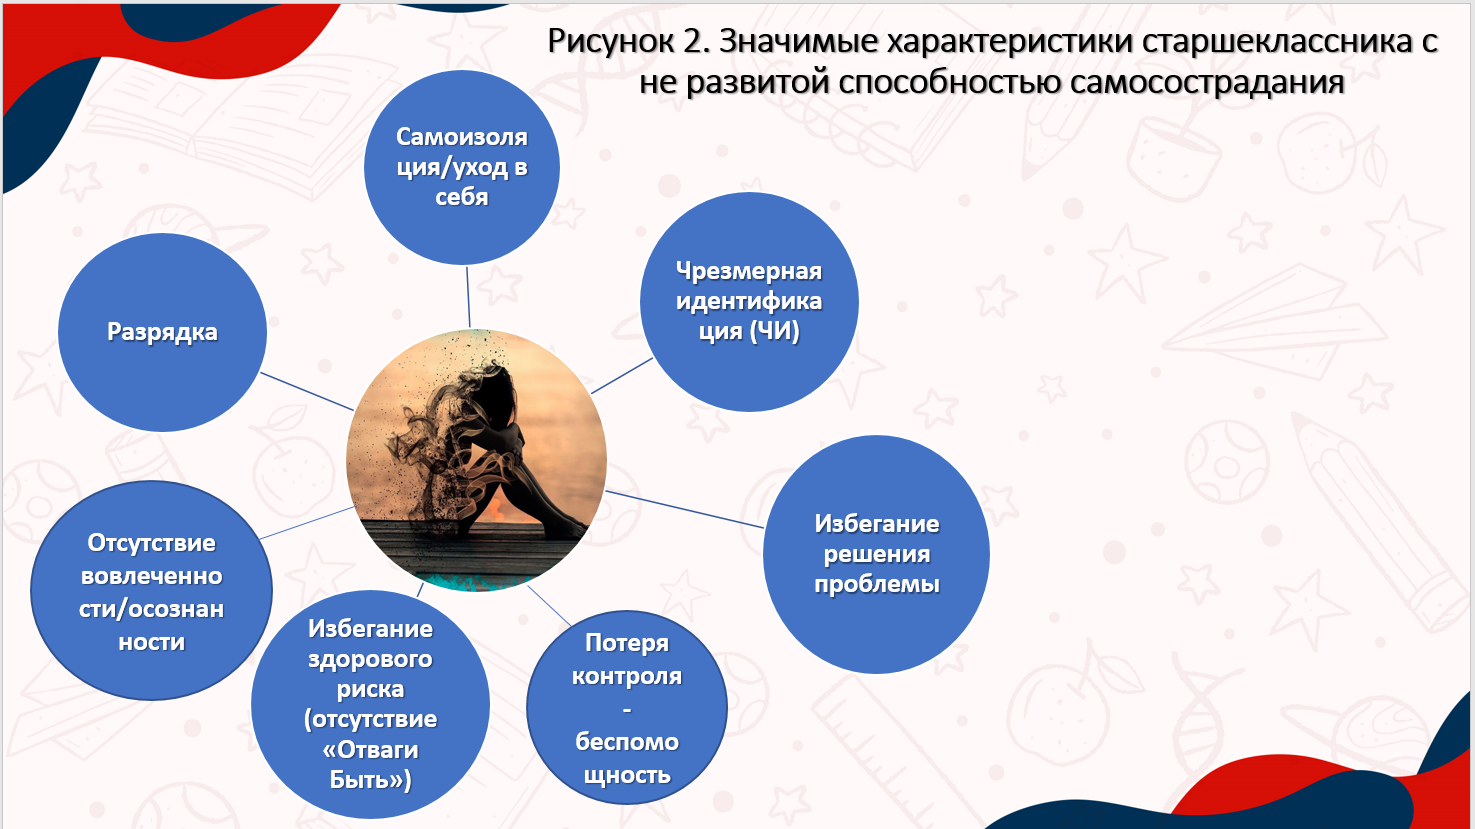 Рисунок 2. Значимые характеристики старшеклассника с
не развитой способностью самосострадания
Самоизоля
ция/уход в
себя
Чрезмерная
идентифика
ция (ЧИ)
Разрядка
Избегание
решения
проблемы
Отсутствие
вовлеченно
сти/осознан
ности
Избегание
здорового
риска
(отсутствие
«Отваги
Быть»)
Потеря
контроля
-
беспомо
щность